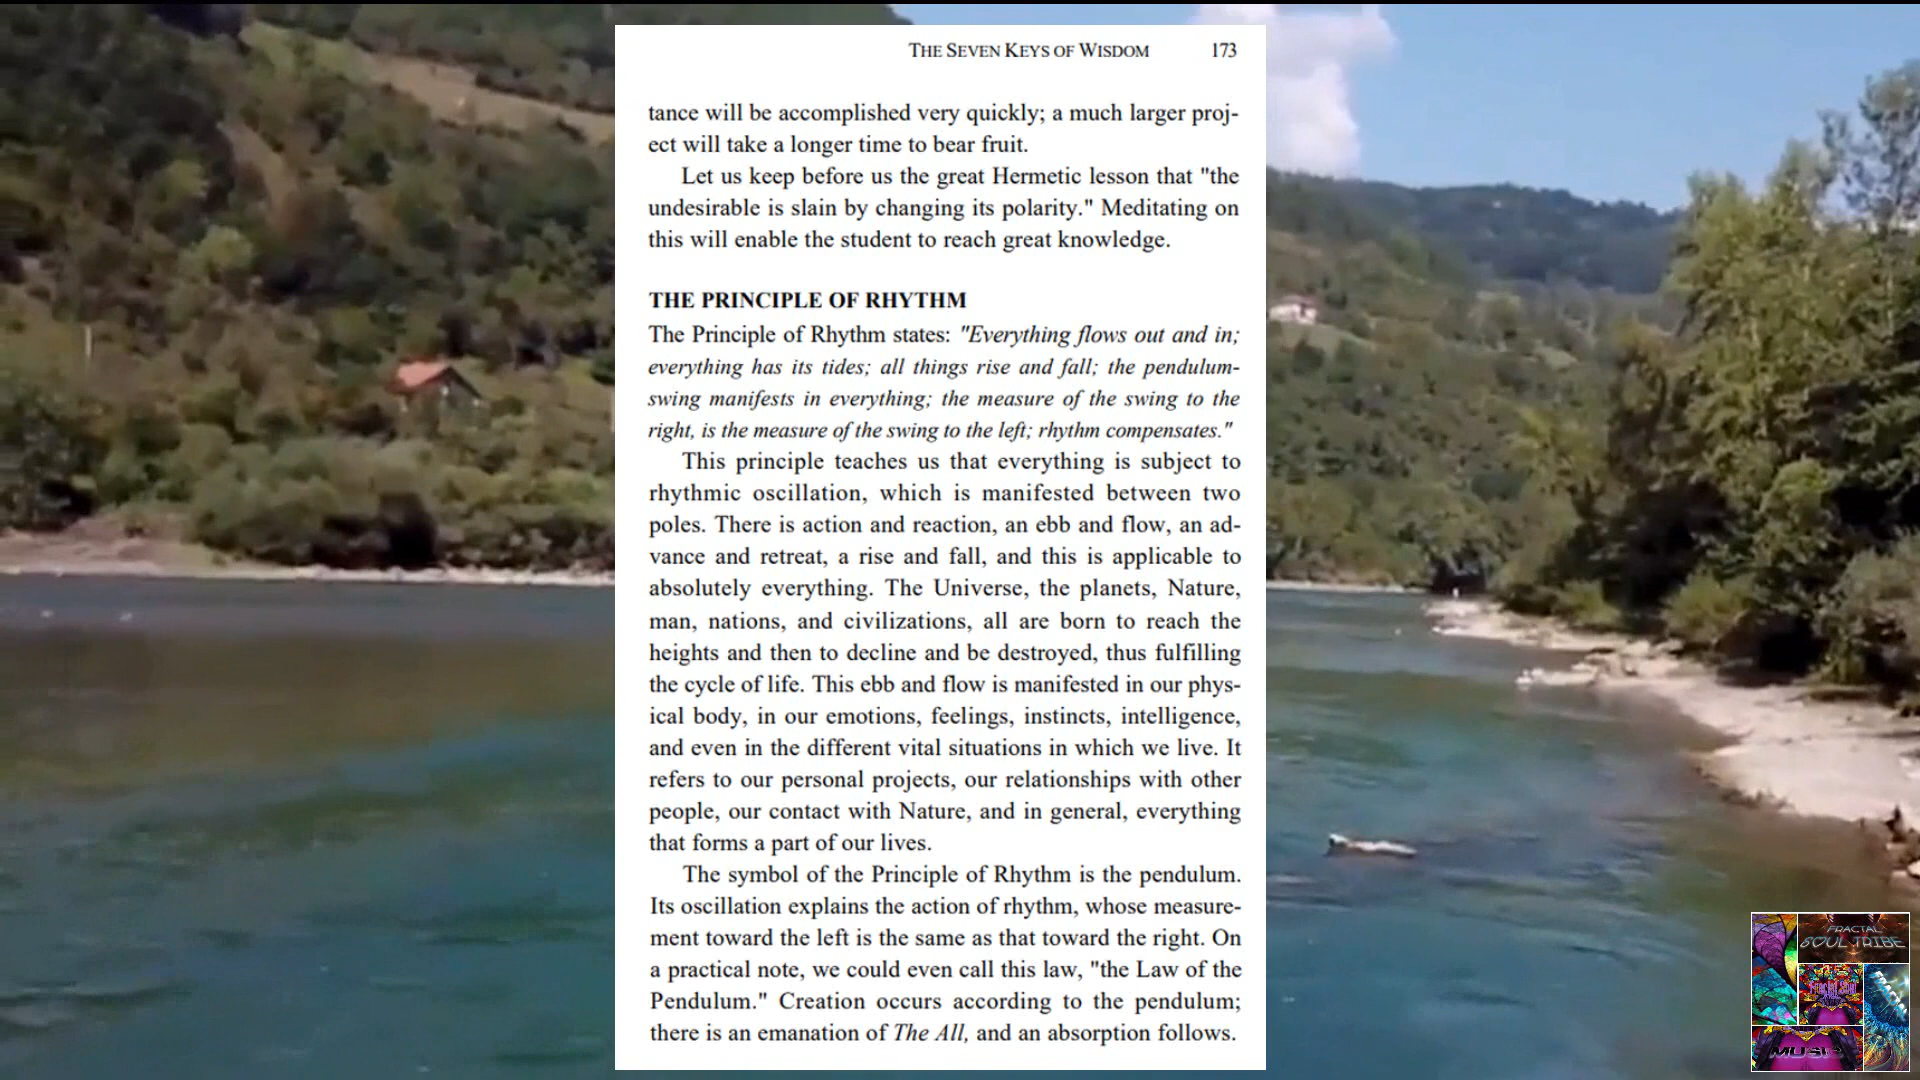 THE SEVEN KEYS OF WISDOM 173
tance will be accomplished very quickly; a much larger proj-
ect will take a longer time to bear fruit.
Let us keep before us the great Hermetic lesson that "the
undesirable is slain by changing its polarity." Meditating on
this will enable the student to reach great knowledge.
THE PRINCIPLE OF RHYTHM
The Principle of Rhythm states: "Everything flows out and in;
everything has its tides; all things rise and fall; the pendulum-
swing manifests in everything; the measure of the swing to the
right, is the measure of the swing to the left; rhythm compensates."
This principle teaches us that everything is subject to
rhythmic oscillation, which is manifested between two
poles. There is action and reaction, an ebb and flow, an ad-
vance and retreat, a rise and fall, and this is applicable to
absolutely everything. The Universe, the planets, Nature,
man, nations, and civilizations, all are born to reach the
heights and then to decline and be destroyed, thus fulfilling
the cycle of life. This ebb and flow is manifested in our phys-
ical body, in our emotions, feelings, instincts, intelligence,
and even in the different vital situations in which we live. It
refers to our personal projects, our relationships with other
people, our contact with Nature, and in general, everything
that forms a part of our lives.
The symbol of the Principle of Rhythm is the pendulum.
Its oscillation explains the action of rhythm, whose measure-
ment toward the left is the same as that toward the right. On
a practical note, we could even call this law, "the Law of the
Pendulum." Creation occurs according to the pendulum;
there is an emanation of The All, and an absorption follows.
FRACTAL
SOUL TRIBE
Fractal Soul
MUSIC